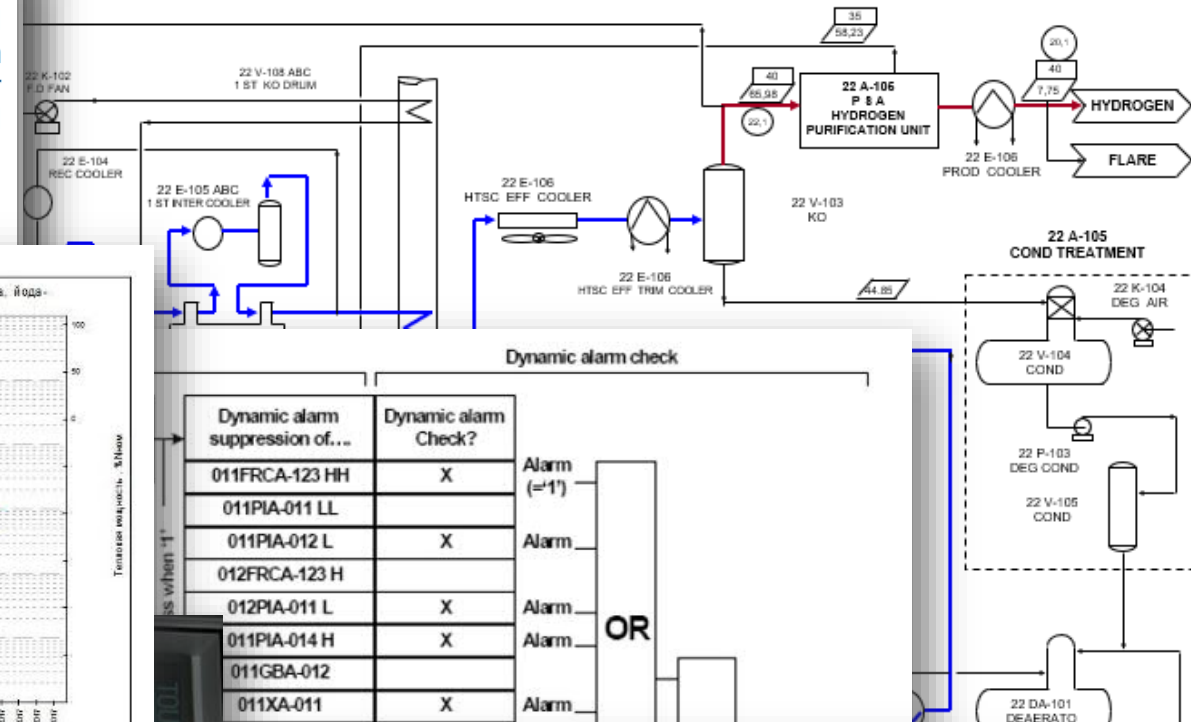 35
58,23
20,1
40
7,75
22 K-102
F.D FAN
22 V-108 ABC
1 ST KO DRUM
40
65,98
22,1
22 A-106
P S A
HYDROGEN
PURIFICATION UNIT
HYDROGEN
FLARE
22 E-106
PROD COOLER
22 E-104
REC COOLER
22 E-105 ABC
1 ST INTER COOLER
22 E-106
HTSC EFF COOLER
22 V-103
KO
22 E-106
HTSC EFF TRIM COOLER
44.85
22 A-105
COND TREATMENT
22 K-104
DEG AIR
22 V-104
COND
22 P-103
DEG COND
22 V-105
COND
22 DA-101
DEAERATO
йода-
100
50
0
Тепловая мощность , %Nном
Dynamic alarm check
Dynamic alarm
suppression of....
Dynamic alarm
Check?
011FRCA-123 HH
X
Alarm
(='1')
011PIA-011 LL
011PIA-012 L
X
Alarm
012FRCA-123 H
012PIA-011 L
X
Alarm
011PIA-014 H
X
Alarm
011GBA-012
011XA-011
X
Alarm
OR
ss when '1'